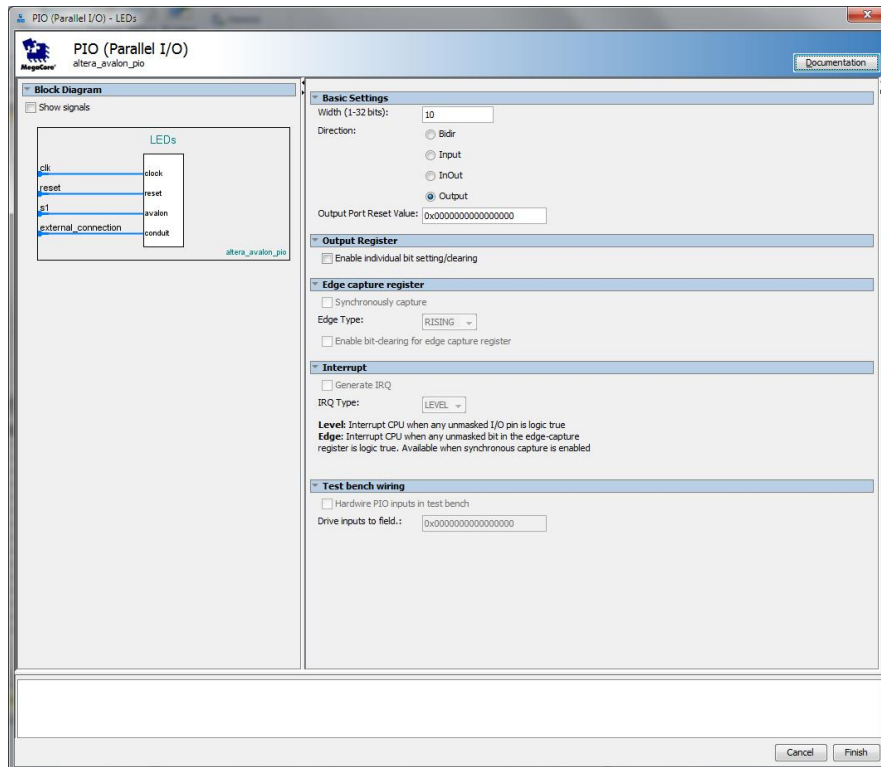 PIO (Parallel I/O) - LEDs
PIO (Parallel I/O)
altera_avalon_pio
MegaCore'
Documentation
Block Diagram
Show signals
LEDs
clk
clock
reset
reset
s1
avalon
external_connection
conduit
altera_avalon_pio
Basic Settings
Width (1-32 bits): 10
Direction: Bidir
Input
InOut
Output
Output Port Reset Value: 0x0000000000000000
Output Register
Enable individual bit setting/clearing
Edge capture register
Synchronously capture
Edge Type: RISING
Enable bit-clearing for edge capture register
Interrupt
Generate IRQ
IRQ Type: LEVEL
Level: Interrupt CPU when any unmasked I/O pin is logic true
Edge: Interrupt CPU when any unmasked bit in the edge-capture
register is logic true. Available when synchronous capture is enabled
Test bench wiring
Hardwire PIO inputs in test bench
Drive inputs to field.: 0x0000000000000000
Cancel Finish